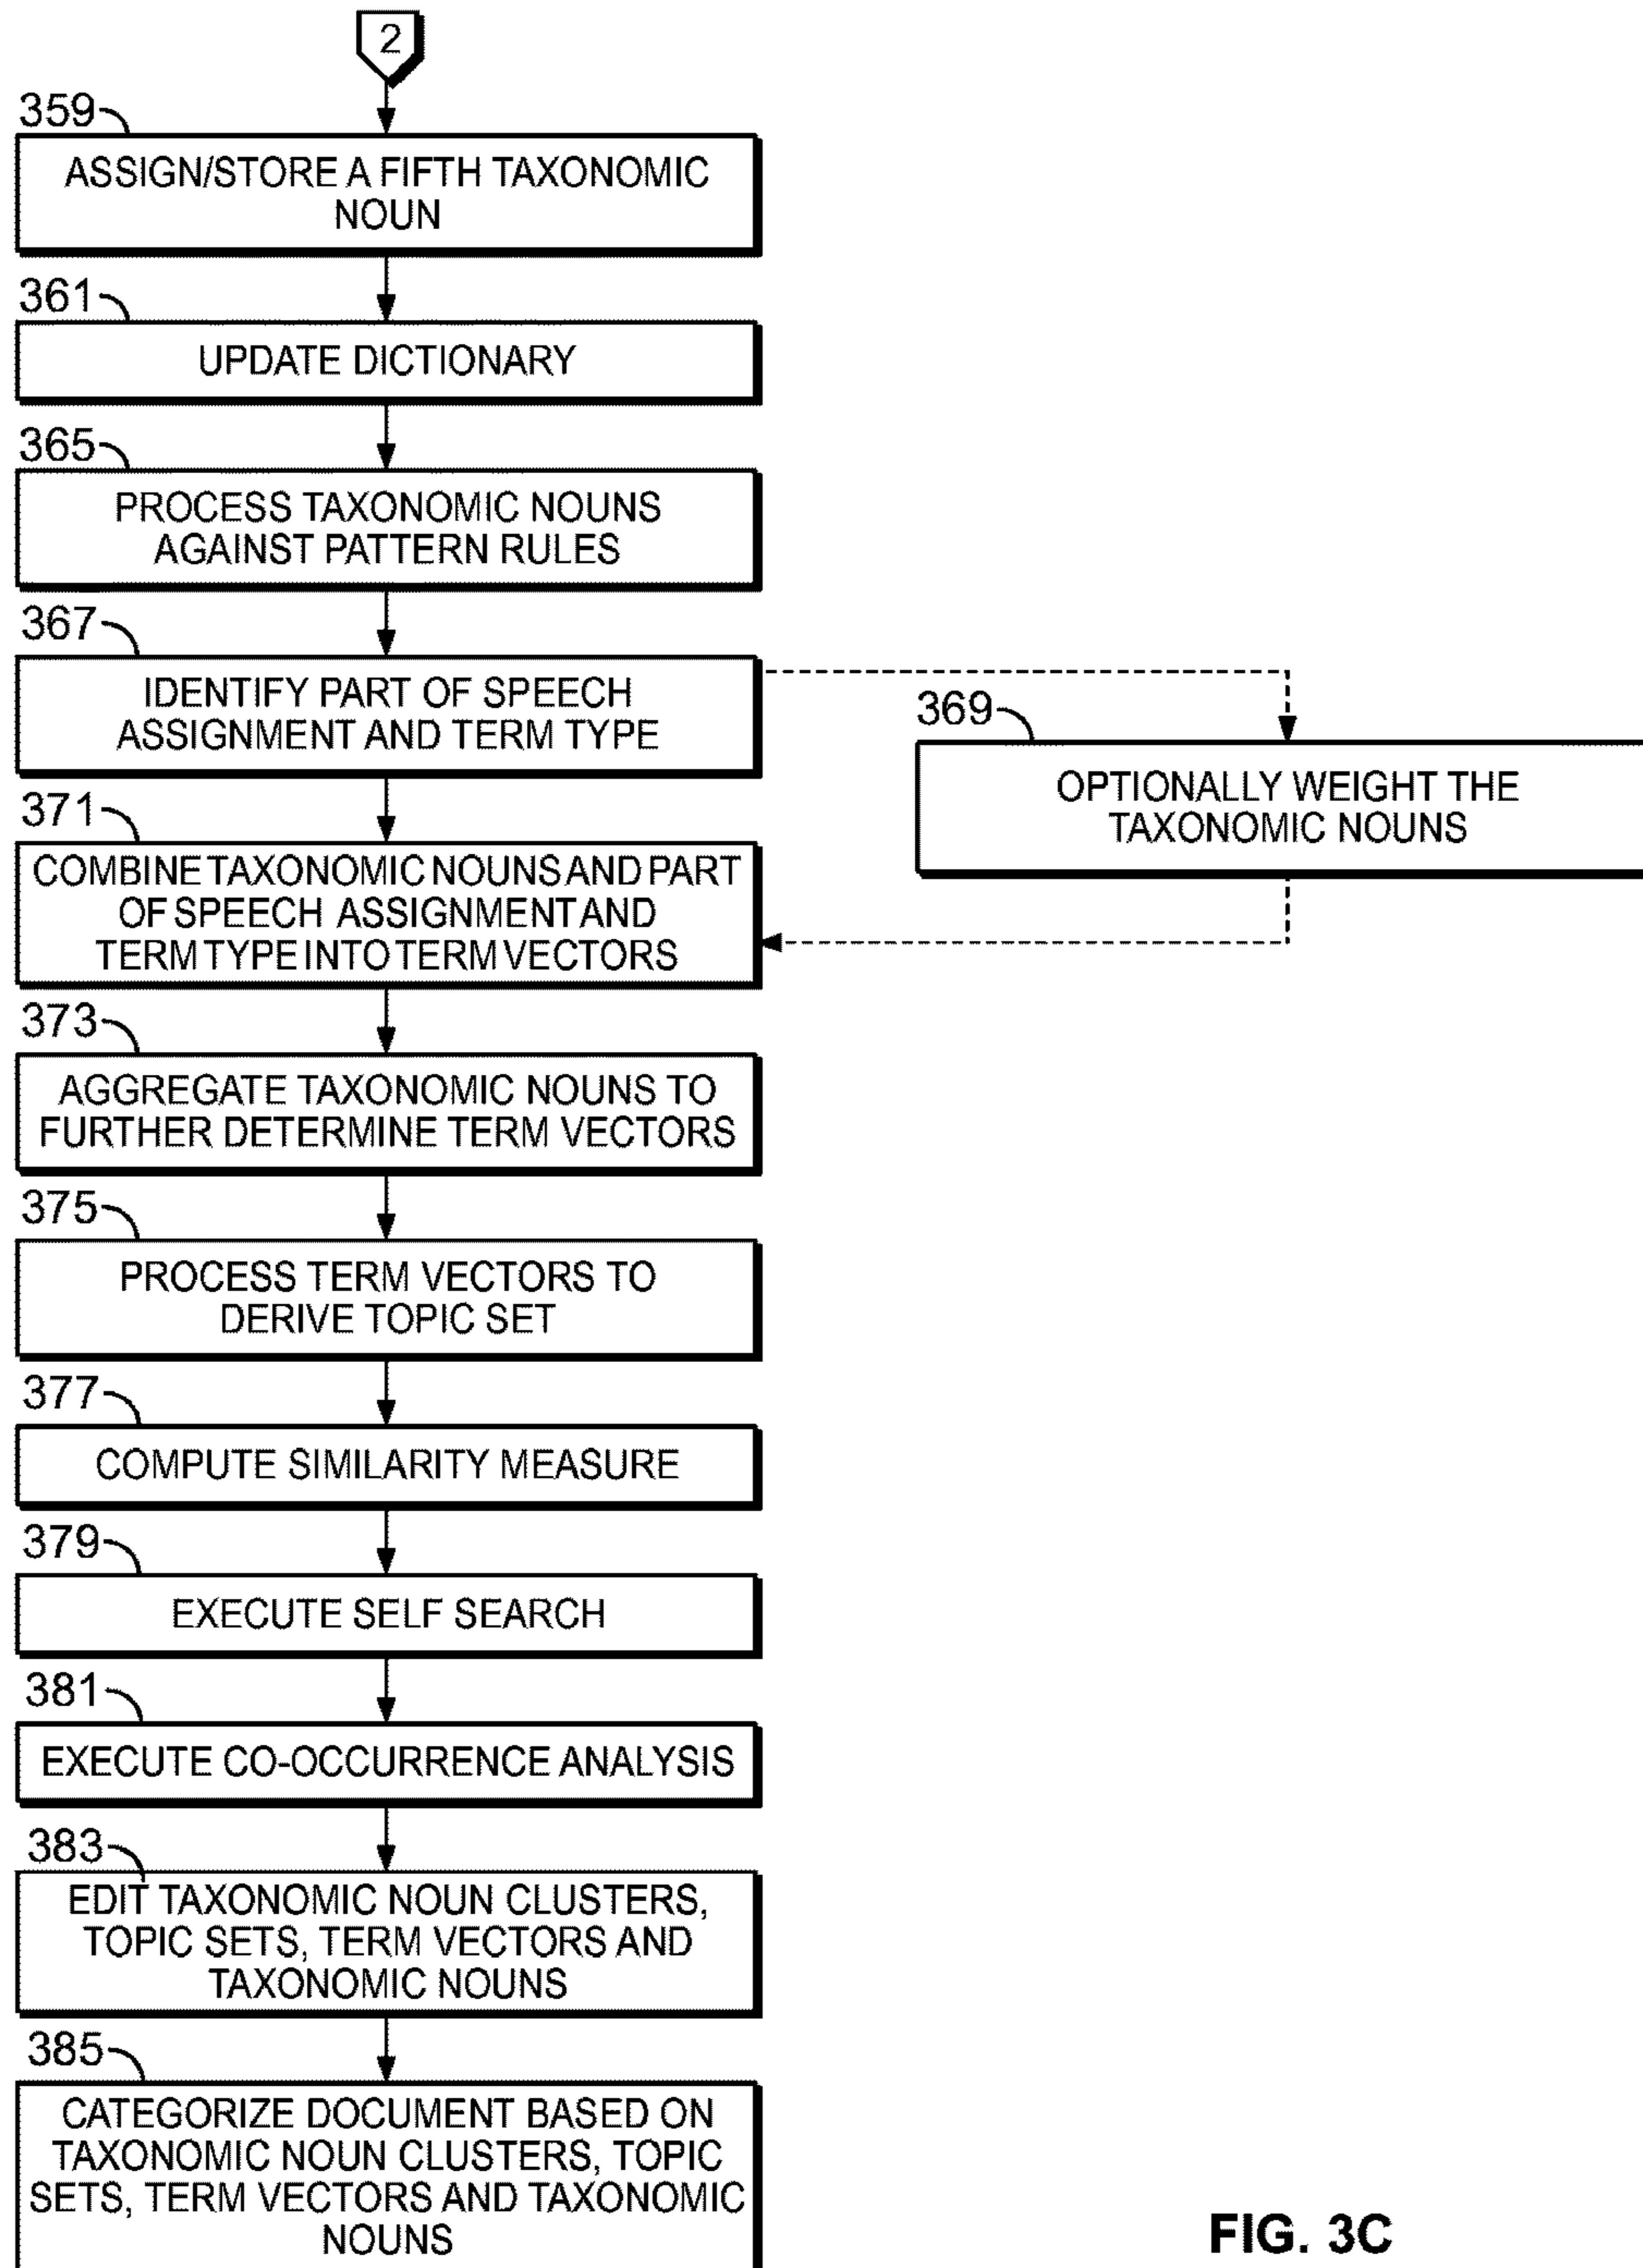 2
359
ASSIGN/STORE A FIFTH TAXONOMIC
NOUN
361
UPDATE DICTIONARY
365
PROCESS TAXONOMIC NOUNS
AGAINST PATTERN RULES
367
IDENTIFY PART OF SPEECH
ASSIGNMENT AND TERM TYPE
369
OPTIONALLY WEIGHT THE
TAXONOMIC NOUNS
371
COMBINE TAXONOMIC NOUNS AND PART
OF SPEECH ASSIGNMENT AND
TERM TYPE INTO TERM VECTORS
373
AGGREGATE TAXONOMIC NOUNS TO
FURTHER DETERMINE TERM VECTORS
375
PROCESS TERM VECTORS TO
DERIVE TOPIC SET
377
COMPUTE SIMILARITY MEASURE
379
EXECUTE SELF SEARCH
381
EXECUTE CO-OCCURRENCE ANALYSIS
383
EDIT TAXONOMIC NOUN CLUSTERS,
TOPIC SETS, TERM VECTORS AND
TAXONOMIC NOUNS
385
CATEGORIZE DOCUMENT BASED ON
TAXONOMIC NOUN CLUSTERS, TOPIC
SETS, TERM VECTORS AND TAXONOMIC
NOUNS
FIG. 3C